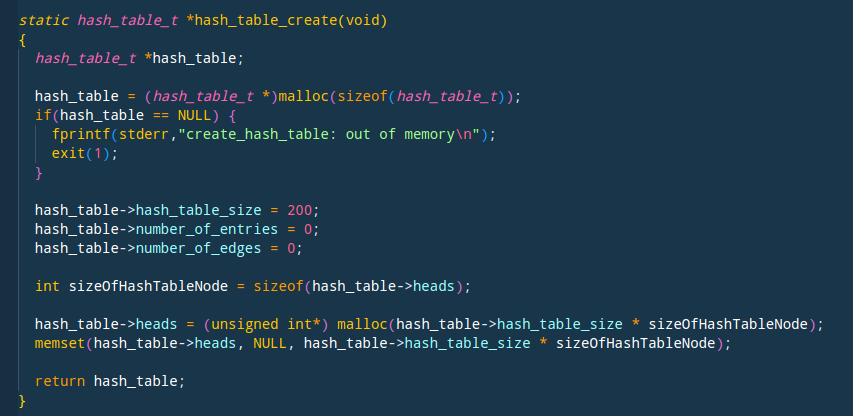 static hash_table_t *hash_table_create(void)
{
  hash_table_t *hash_table;

  hash_table = (hash_table_t *)malloc(sizeof(hash_table_t));
  if(hash_table == NULL) {
    fprintf(stderr,"create_hash_table: out of memory\n");
    exit(1);
  }

  hash_table->hash_table_size = 200;
  hash_table->number_of_entries = 0;
  hash_table->number_of_edges = 0;

  int sizeOfHashTableNode = sizeof(hash_table->heads);

  hash_table->heads = (unsigned int*) malloc(hash_table->hash_table_size * sizeOfHashTableNode);
  memset(hash_table->heads, NULL, hash_table->hash_table_size * sizeOfHashTableNode);

  return hash_table;
}